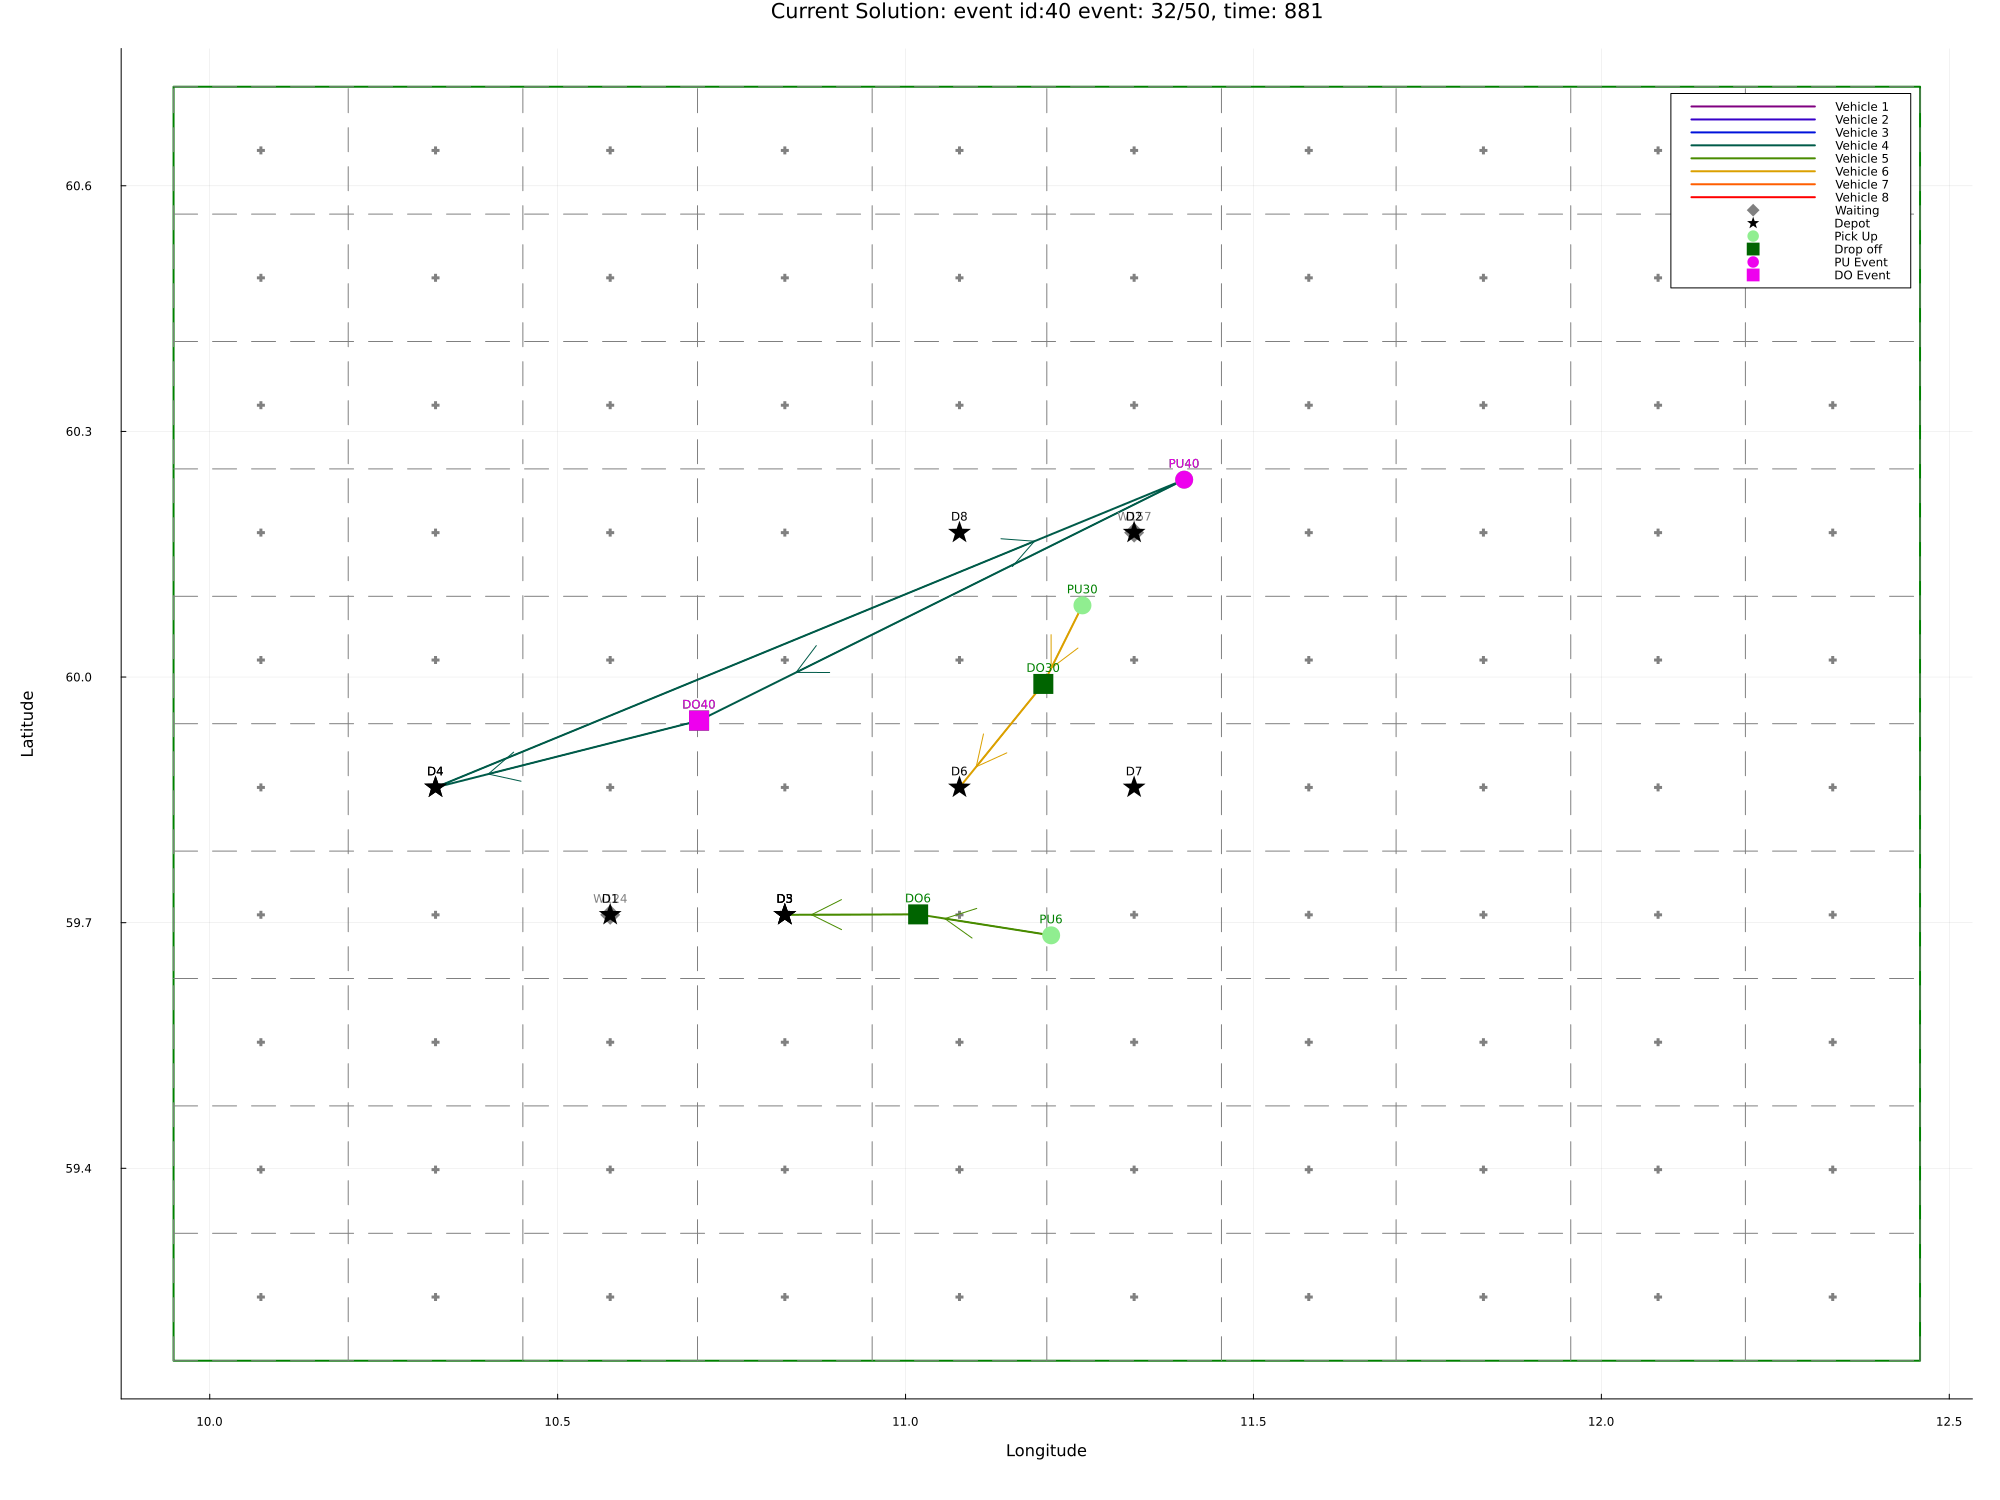 Current Solution: event id:40 event: 32/50, time: 881
Vehicle 1
Vehicle 2
Vehicle 3
Vehicle 4
Vehicle 5
Vehicle 6
Vehicle 7
Vehicle 8
Waiting
Depot
Pick Up
Drop off
PU Event
DO Event
60.6
60.3
60.0
59.7
59.4
Latitude
PU40
D8
PU30
DO30
DO40
D4
D6
D7
DO6
PU6
10.0
10.5
11.0
11.5
12.0
12.5
Longitude